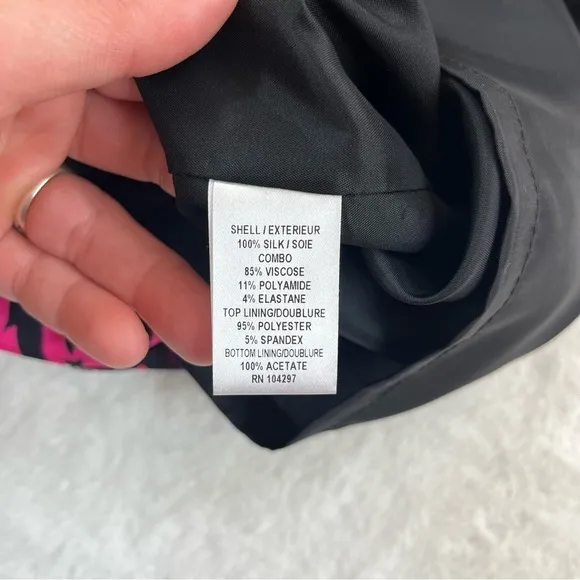 SHELL / EXTERIEUR
100% SILK / SOIE
COMBO
85% VISCOSE
11% POLYAMIDE
4% ELASTANE
TOP LINING/DOUBLURE
95% POLYESTER
5% SPANDEX
BOTTOM LINING/DOUBLURE
100% ACETATE
RN 104297